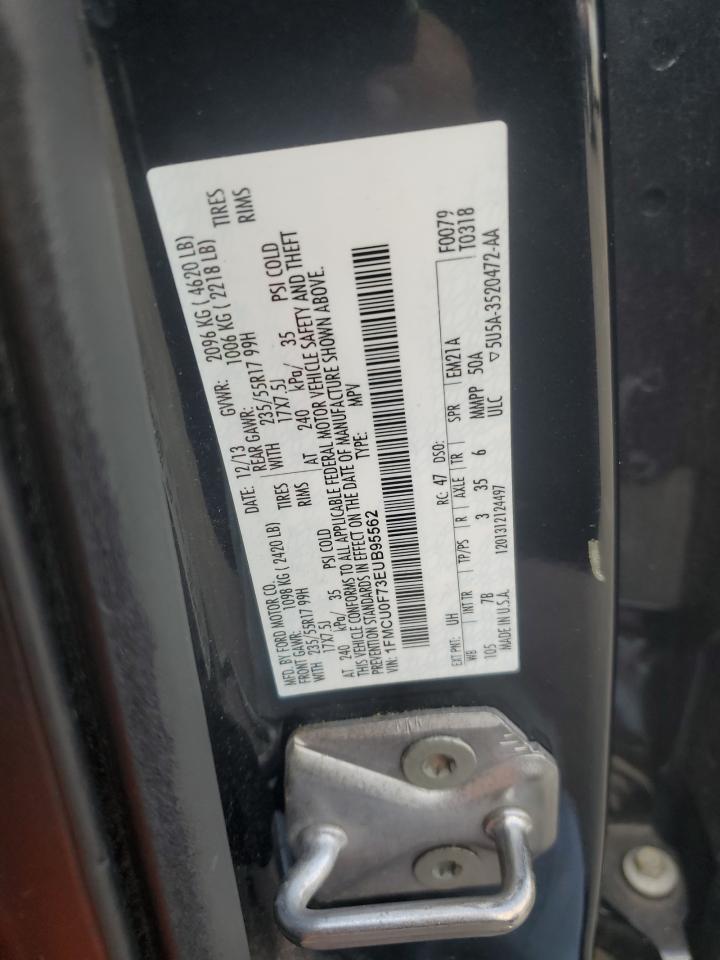 MFD. BY FORD MOTOR CO. DATE: 12/13 GVWR: 2096 KG ( 4620 LB)
FRONT GAWR: 1098 KG ( 2420 LB) REAR GAWR: 1006 KG ( 2218 LB)
WITH 235/55R17 99H TIRES WITH 235/55R17 99H TIRES
17X7.5J RIMS 17X7.5J RIMS
AT 240 kPa/ 35 PSI COLD AT 240 kPa/ 35 PSI COLD
THIS VEHICLE CONFORMS TO ALL APPLICABLE FEDERAL MOTOR VEHICLE SAFETY AND THEFT
PREVENTION STANDARDS IN EFFECT ON THE DATE OF MANUFACTURE SHOWN ABOVE.
VIN: 1FMCU0F73EUB95562 TYPE: MPV
EXT PNT: UH RC: 47 DSO: F0079
WB INT TR TP/PS R AXLE TR SPR EM21A T0318
105 7B 3 35 6 MMPP 50A
MADE IN U.S.A. 1201312124497 ULC ▽5U5A-3520472-AA